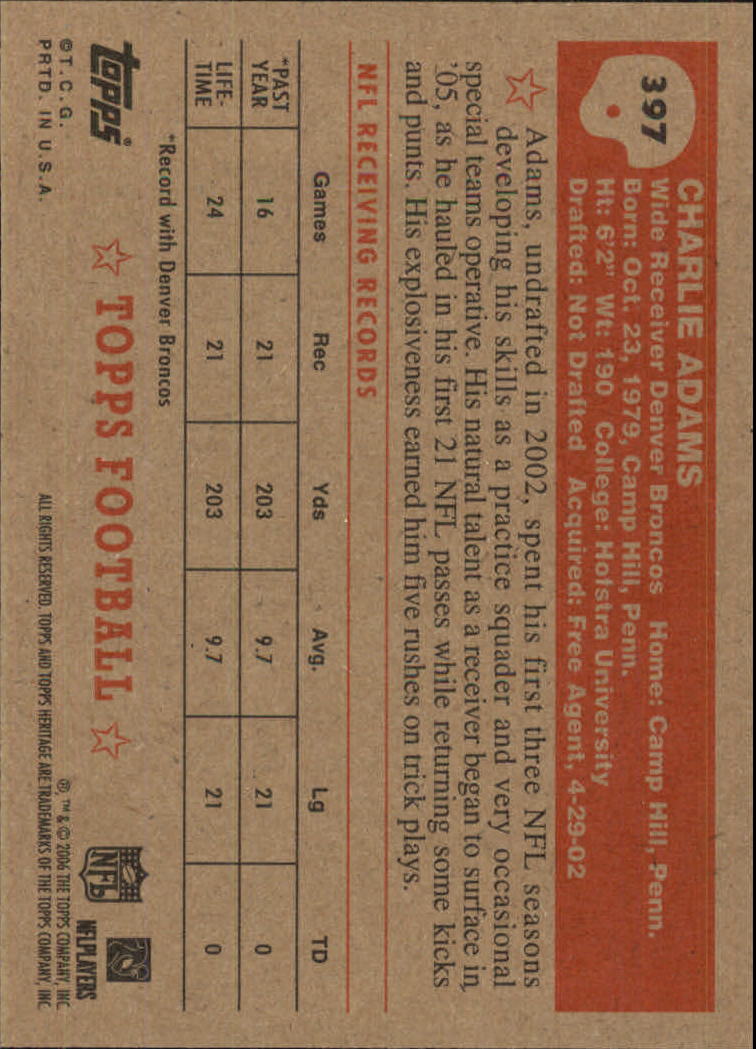 397
CHARLIE ADAMS
Wide Receiver Denver Broncos Home: Camp Hill, Penn.
Born: Oct. 23, 1979, Camp Hill, Penn.
Ht: 6'2" Wt: 190 College: Hofstra University
Drafted: Not Drafted Acquired: Free Agent, 4-29-02
Adams, undrafted in 2002, spent his first three NFL seasons
developing his skills as a practice squader and very occasional
special teams operative. His natural talent as a receiver began to surface in
'05, as he hauled in his first 21 NFL passes while returning some kicks
and punts. His explosiveness earned him five rushes on trick plays.
NFL RECEIVING RECORDS
Games Rec Yds Avg. Lg TD
*PAST YEAR 16 21 203 9.7 21 0
LIFE-TIME 24 21 203 9.7 21 0
*Record with Denver Broncos
topps®
TOPPS FOOTBALL
NFL
NFLPLAYERS
©T.C.G.
PRTD. IN U.S.A.
®, ™ & © 2006 THE TOPPS COMPANY, INC
ALL RIGHTS RESERVED. TOPPS AND TOPPS HERITAGE ARE TRADEMARKS OF THE TOPPS COMPANY, INC